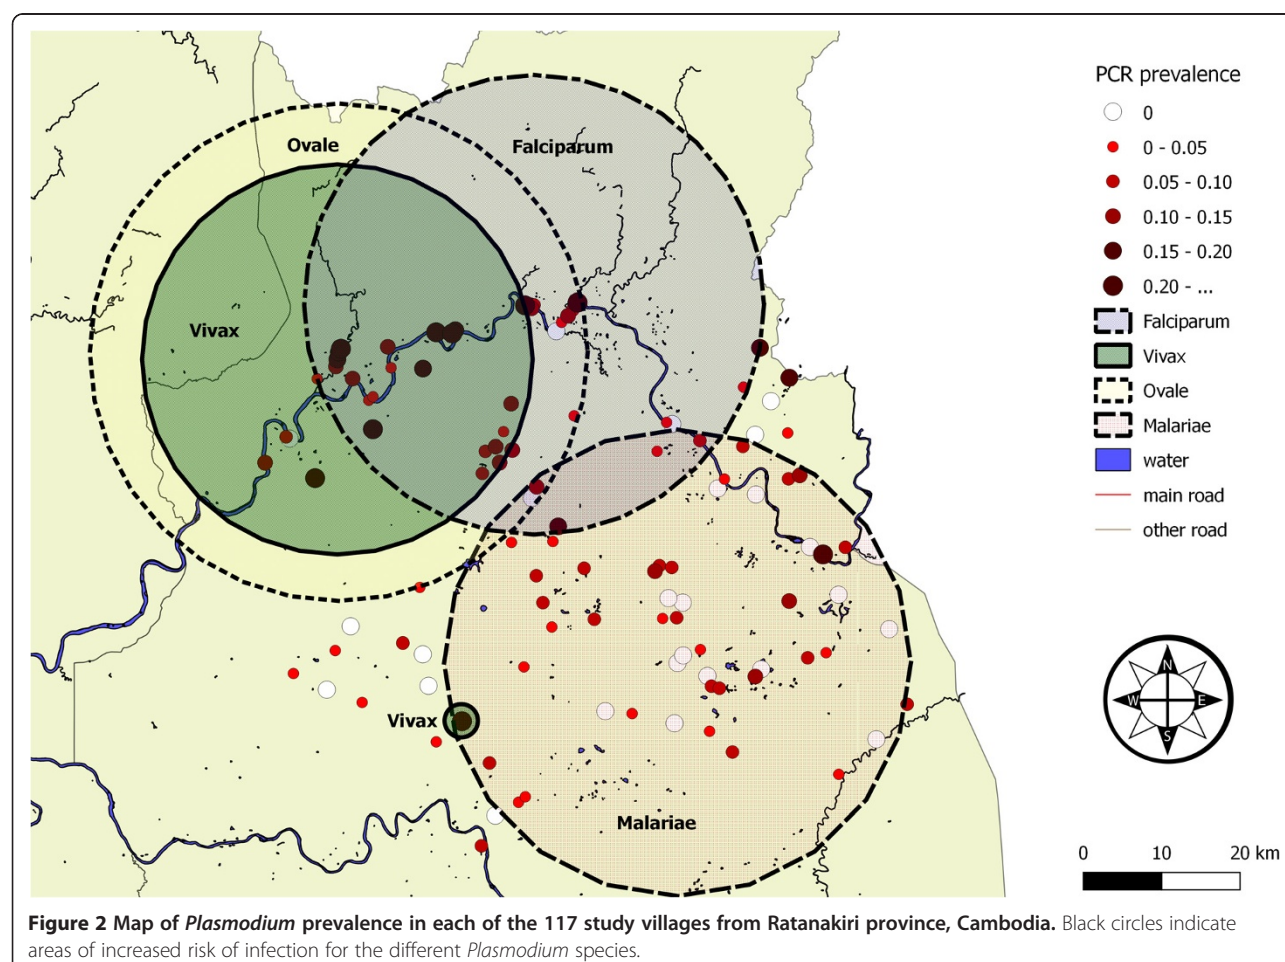 Ovale
Falciparum
Vivax
Vivax
Malariae
PCR prevalence
0
0 - 0.05
0.05 - 0.10
0.10 - 0.15
0.15 - 0.20
0.20 - ...
Falciparum
Vivax
Ovale
Malariae
water
main road
other road
N
W E
S
0 10 20 km
Figure 2 Map of Plasmodium prevalence in each of the 117 study villages from Ratanakiri province, Cambodia. Black circles indicate
areas of increased risk of infection for the different Plasmodium species.